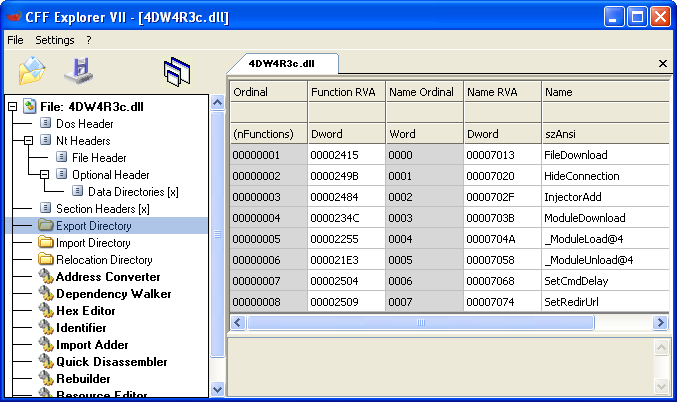 CFF Explorer VII - [4DW4R3c.dll]
File Settings ?
4DW4R3c.dll
File: 4DW4R3c.dll
Dos Header
Nt Headers
File Header
Optional Header
Data Directories [x]
Section Headers [x]
Export Directory
Import Directory
Relocation Directory
Address Converter
Dependency Walker
Hex Editor
Identifier
Import Adder
Quick Disassembler
Rebuilder
Resource Editor
Ordinal Function RVA Name Ordinal Name RVA Name
(nFunctions) Dword Word Dword szAnsi
00000001 00002415 0000 00007013 FileDownload
00000002 0000249B 0001 00007020 HideConnection
00000003 00002484 0002 0000702F InjectorAdd
00000004 0000234C 0003 0000703B ModuleDownload
00000005 00002255 0004 0000704A _ModuleLoad@4
00000006 000021E3 0005 00007058 _ModuleUnload@4
00000007 00002504 0006 00007068 SetCmdDelay
00000008 00002509 0007 00007074 SetRedirUrl